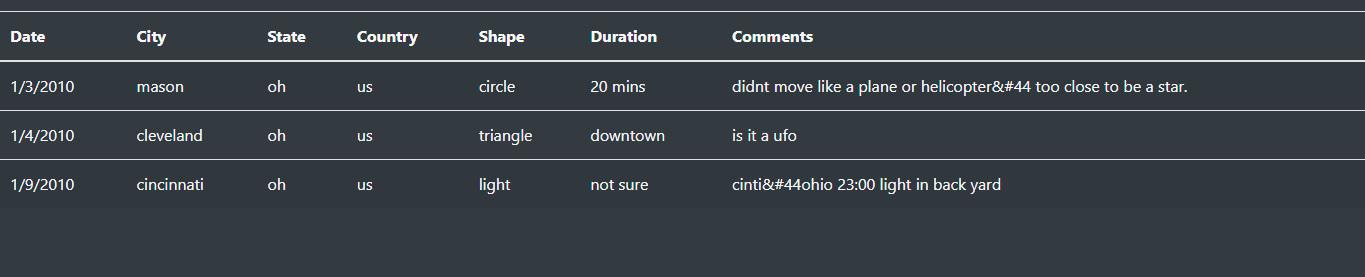 Date City State Country Shape Duration Comments
1/3/2010 mason oh us circle 20 mins didnt move like a plane or helicopter&#44 too close to be a star.
1/4/2010 cleveland oh us triangle downtown is it a ufo
1/9/2010 cincinnati oh us light not sure cinti&#44ohio 23:00 light in back yard